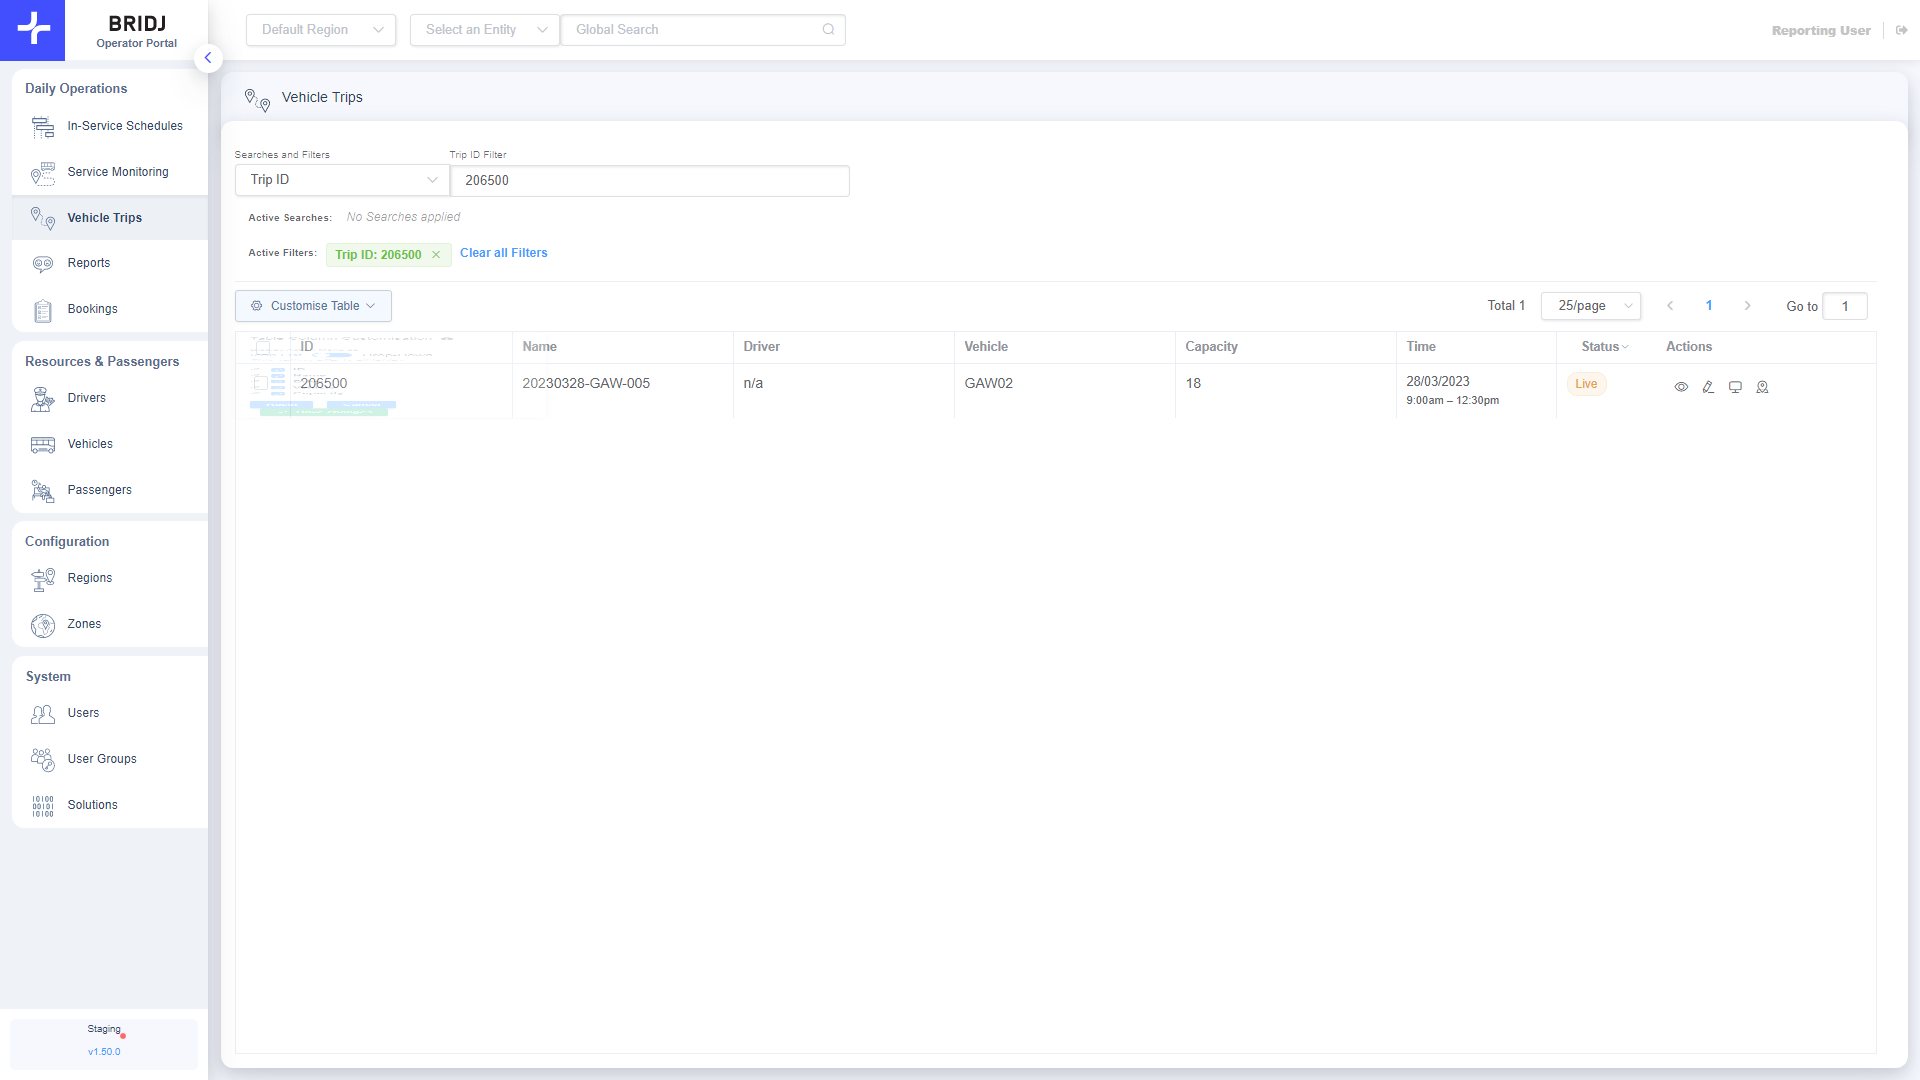 BRIDJ
Operator Portal
Default Region
Select an Entity
Global Search
Reporting User
Daily Operations
In-Service Schedules
Service Monitoring
Vehicle Trips
Reports
Bookings
Resources & Passengers
Drivers
Vehicles
Passengers
Configuration
Regions
Zones
System
Users
User Groups
Solutions
Staging
v1.50.0
Vehicle Trips
Searches and Filters
Trip ID Filter
Trip ID
206500
Active Searches: No Searches applied
Active Filters: Trip ID: 206500 Clear all Filters
Customise Table
Total 1
25/page
1
Go to 1
ID Name Driver Vehicle Capacity Time Status Actions
206500 20230328-GAW-005 n/a GAW02 18 28/03/2023 Live
9:00am – 12:30pm